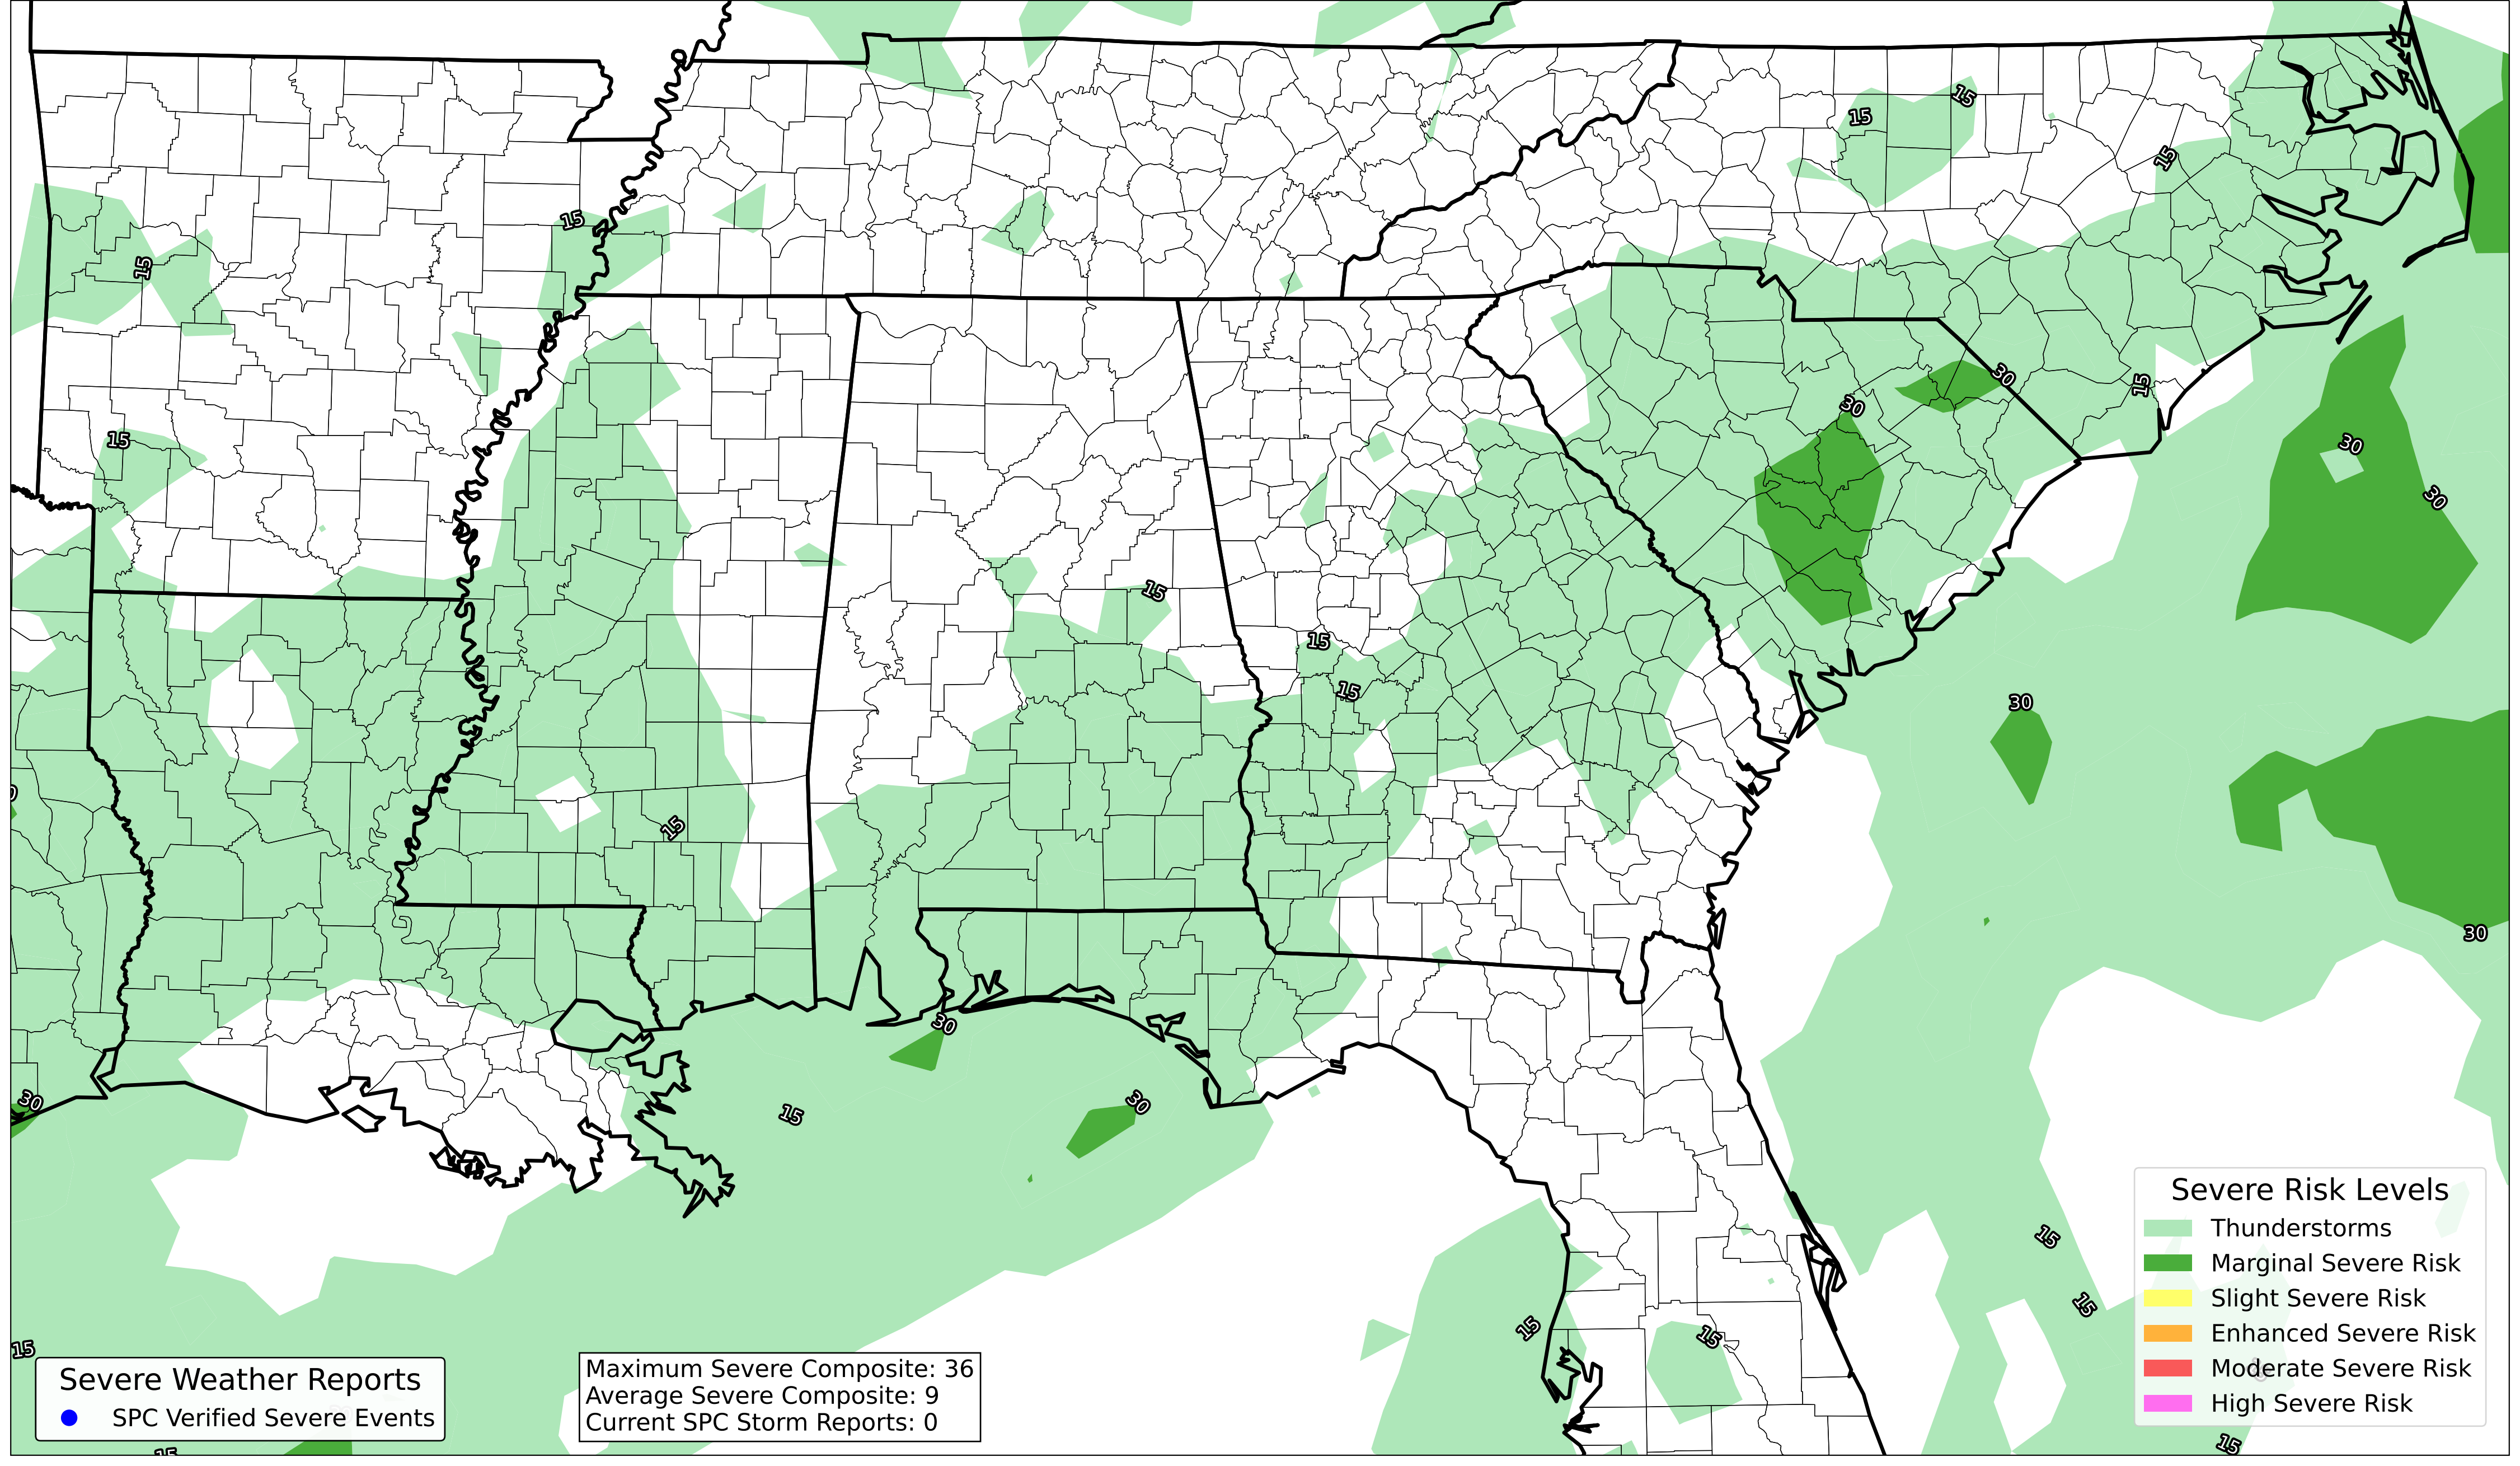 15
15
15
15
15
15
30
30
15
15
30
30
15
15
15
30
15
30
30
30
30
15
15
15
15
15
15
15
15
Severe Risk Levels
Thunderstorms
Marginal Severe Risk
Slight Severe Risk
Enhanced Severe Risk
Moderate Severe Risk
High Severe Risk
Severe Weather Reports
SPC Verified Severe Events
Maximum Severe Composite: 36
Average Severe Composite: 9
Current SPC Storm Reports: 0